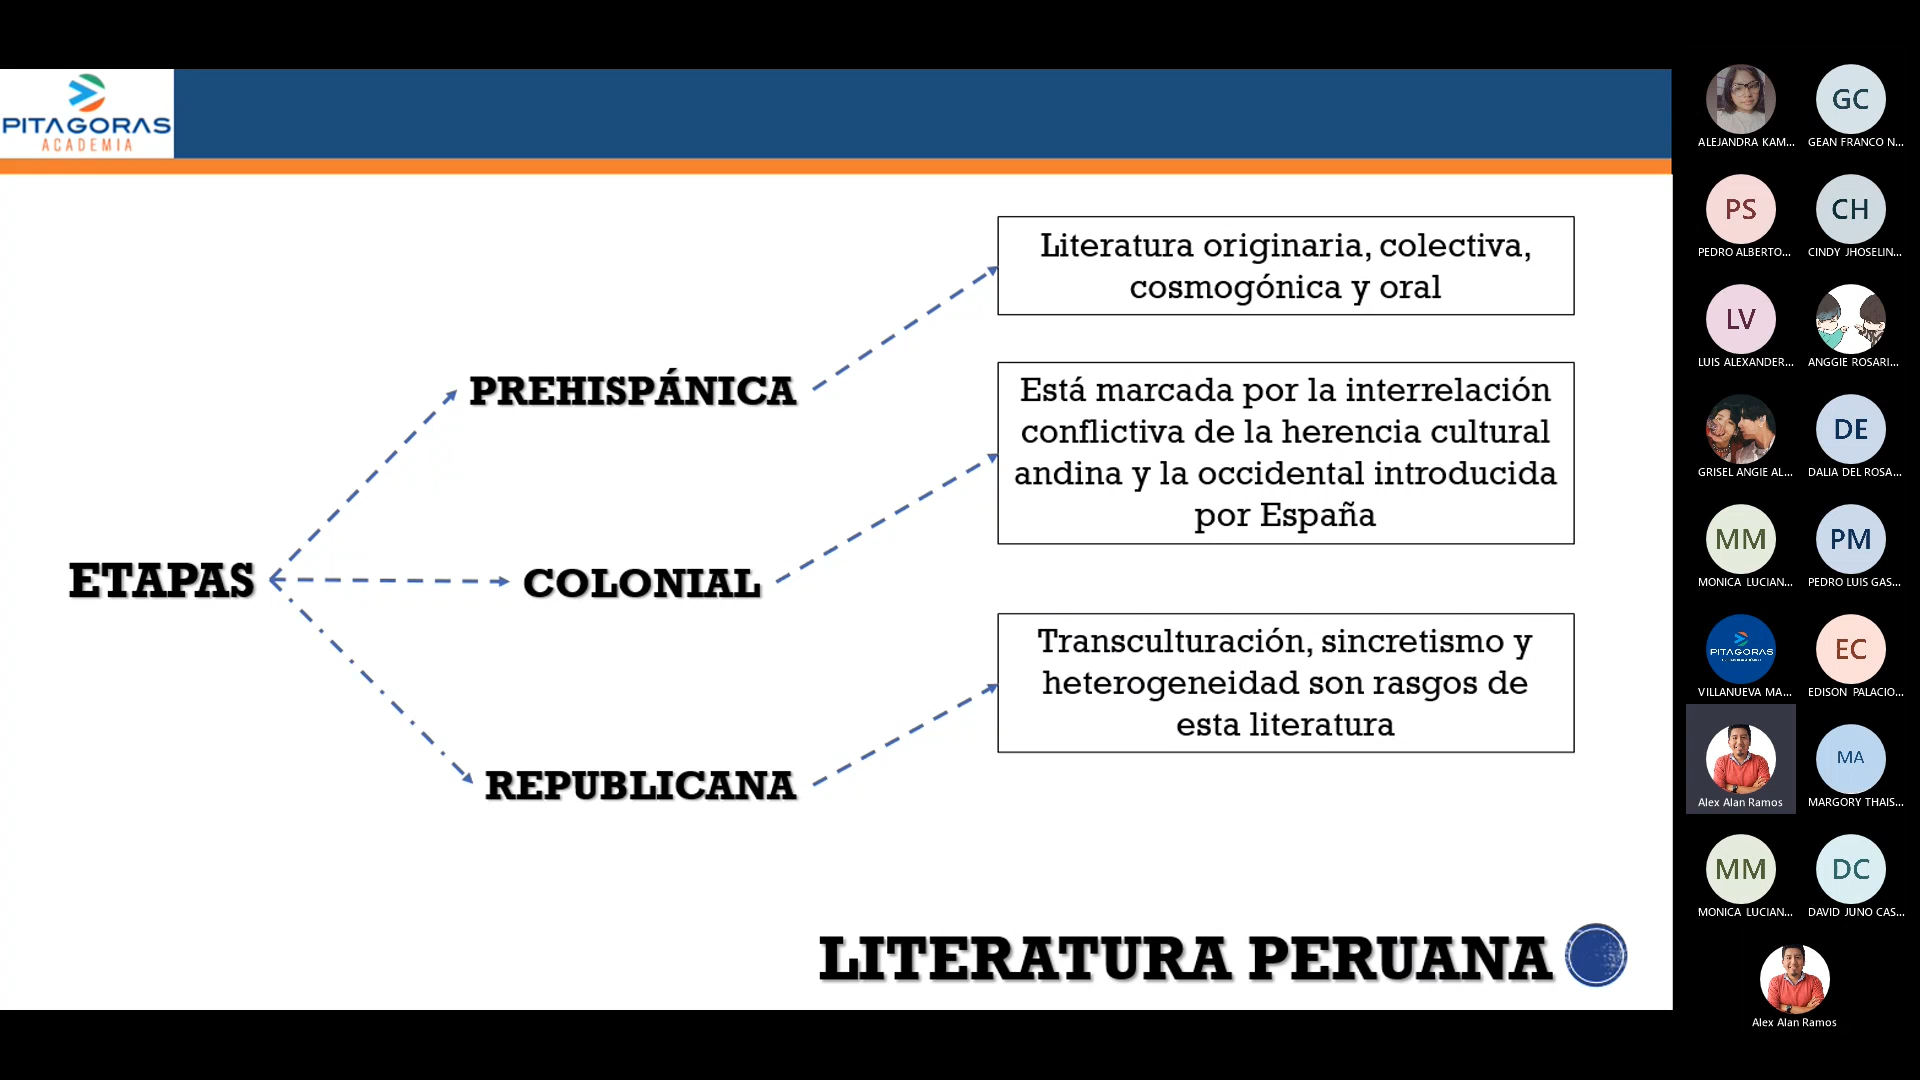 PITAGORAS
ACADEMIA
Literatura originaria, colectiva,
cosmogónica y oral
PREHISPÁNICA
Está marcada por la interrelación
conflictiva de la herencia cultural
andina y la occidental introducida
por España
ETAPAS
COLONIAL
Transculturación, sincretismo y
heterogeneidad son rasgos de
esta literatura
REPUBLICANA
LITERATURA PERUANA
GC
ALEJANDRA KAM...
GEAN FRANCO N...
PS
CH
PEDRO ALBERTO...
CINDY JHOSELIN...
LV
LUIS ALEXANDER...
ANGGIE ROSARI...
DE
GRISEL ANGIE AL...
DALIA DEL ROSA...
MM
PM
MONICA LUCIAN...
PEDRO LUIS GAS...
PITAGORAS
EC
VILLANUEVA MA...
EDISON PALACIO...
MA
Alex Alan Ramos
MARGORY THAIS...
MM
DC
MONICA LUCIAN...
DAVID JUNO CAS...
Alex Alan Ramos